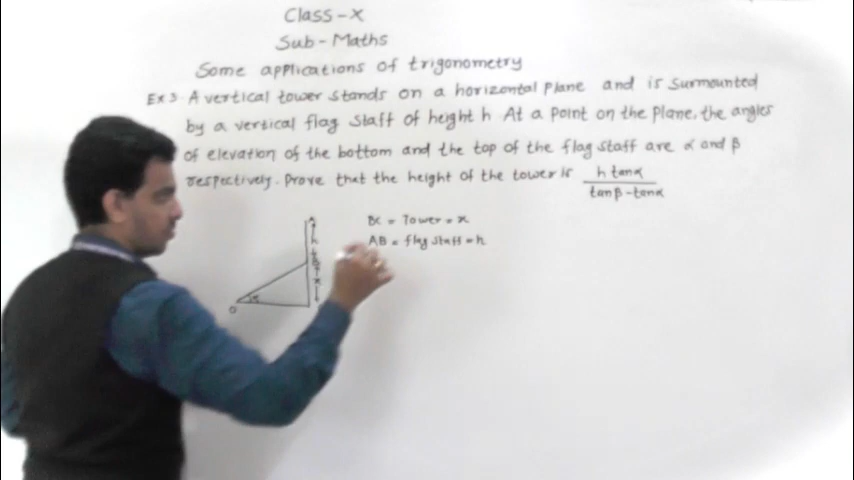 Class-X
Sub-Maths
Some applications of trigonometry
Ex 3 A vertical tower stands on a horizontal plane and is surmounted
by a vertical flag staff of height h At a point on the plane, the angles
of elevation of the bottom and the top of the flag staff are α and β
respectively. Prove that the height of the tower is h tanα / tanβ - tanα
BC = Tower = x
AB = flag staff = h
h
B
x
α
O